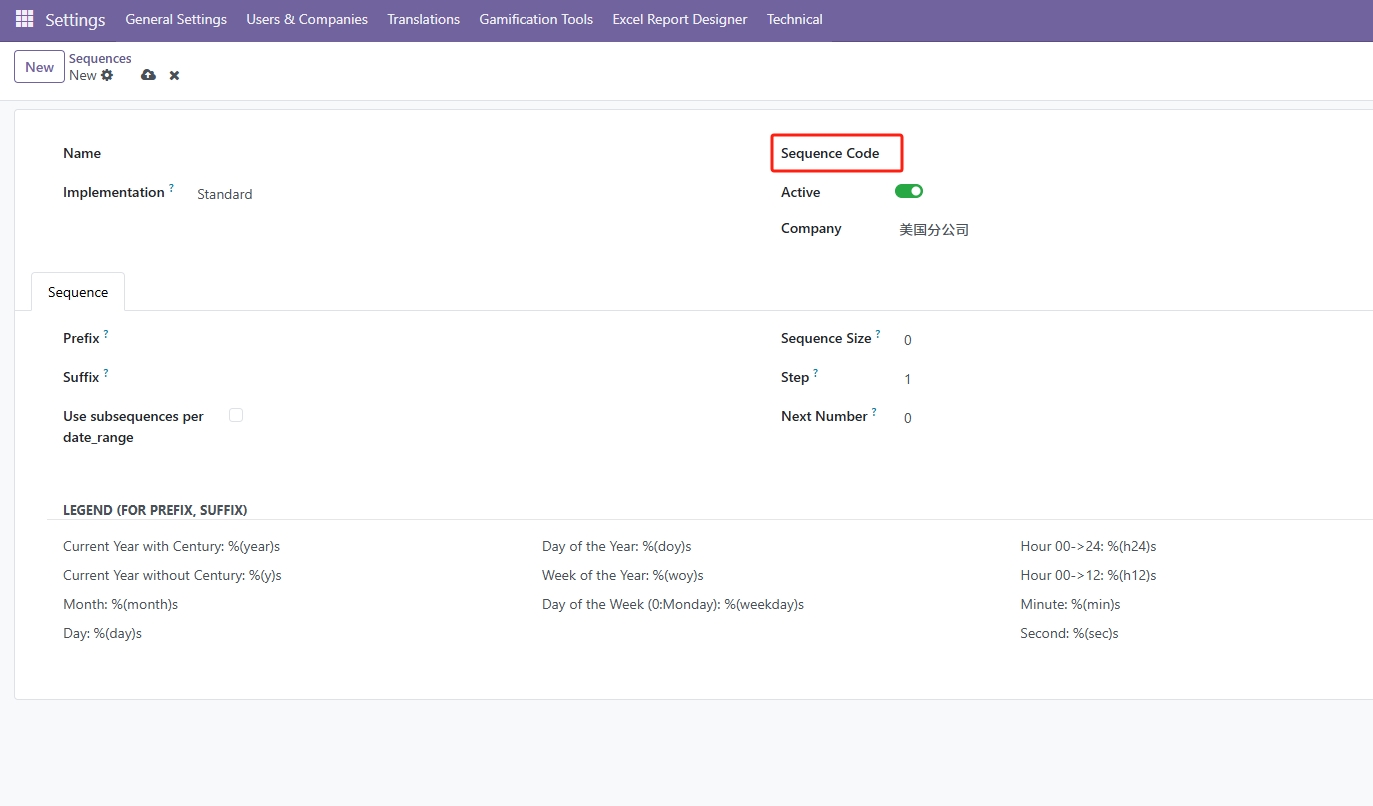 Settings General Settings Users & Companies Translations Gamification Tools Excel Report Designer Technical
New Sequences
New
Name
Sequence Code
Implementation ? Standard
Active
Company 美国分公司
Sequence
Prefix ?
Sequence Size ? 0
Suffix ?
Step ? 1
Use subsequences per
date_range
Next Number ? 0
LEGEND (FOR PREFIX, SUFFIX)
Current Year with Century: %(year)s
Day of the Year: %(doy)s
Hour 00->24: %(h24)s
Current Year without Century: %(y)s
Week of the Year: %(woy)s
Hour 00->12: %(h12)s
Month: %(month)s
Day of the Week (0:Monday): %(weekday)s
Minute: %(min)s
Day: %(day)s
Second: %(sec)s